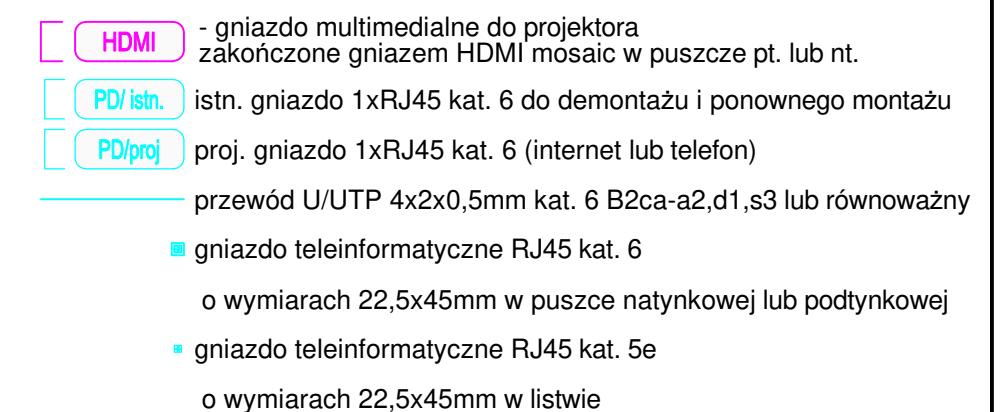 HDMI - gniazdo multimedialne do projektora
zakończone gniazem HDMI mosaic w puszcze pt. lub nt.
PD/ istn. istn. gniazdo 1xRJ45 kat. 6 do demontażu i ponownego montażu
PD/proj proj. gniazdo 1xRJ45 kat. 6 (internet lub telefon)
przewód U/UTP 4x2x0,5mm kat. 6 B2ca-a2,d1,s3 lub równoważny
gniazdo teleinformatyczne RJ45 kat. 6
o wymiarach 22,5x45mm w puszce natynkowej lub podtynkowej
gniazdo teleinformatyczne RJ45 kat. 5e
o wymiarach 22,5x45mm w listwie